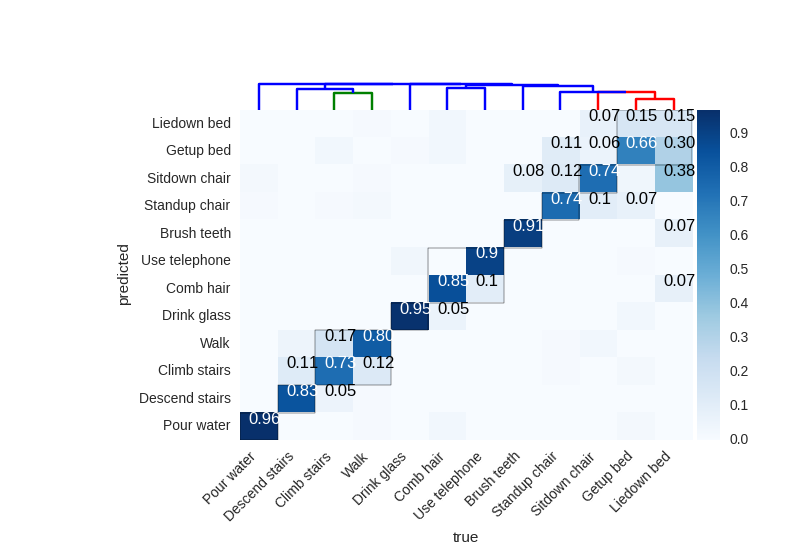 Liedown bed 0.07 0.15 0.15
Getup bed 0.11 0.06 0.66 0.30
Sitdown chair 0.08 0.12 0.74 0.38
Standup chair 0.74 0.1 0.07
Brush teeth 0.91 0.07
Use telephone 0.9
Comb hair 0.85 0.1 0.07
Drink glass 0.95 0.05
Walk 0.17 0.80
Climb stairs 0.11 0.73 0.12
Descend stairs 0.83 0.05
Pour water 0.96
predicted
0.9
0.8
0.7
0.6
0.5
0.4
0.3
0.2
0.1
0.0
Pour water
Descend stairs
Climb stairs
Walk
Drink glass
Comb hair
Use telephone
Brush teeth
Standup chair
Sitdown chair
Getup bed
Liedown bed
true